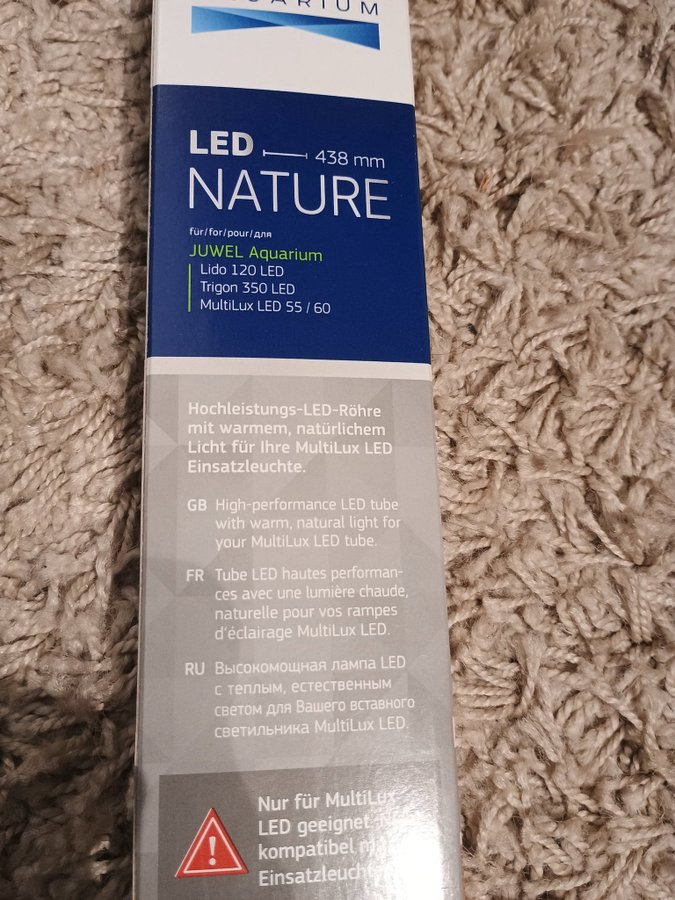 LED 438 mm
NATURE
für/for/pour/для
JUWEL Aquarium
Lido 120 LED
Trigon 350 LED
MultiLux LED 55 / 60
Hochleistungs-LED-Röhre
mit warmem, natürlichem
Licht für Ihre MultiLux LED
Einsatzleuchte.
GB High-performance LED tube
with warm, natural light for
your MultiLux LED tube.
FR Tube LED hautes performan-
ces avec une lumière chaude,
naturelle pour vos rampes
d'éclairage MultiLux LED.
RU Высокомощная лампа LED
с теплым, естественным
светом для Вашего вставного
светильника MultiLux LED.
Nur für MultiLux
LED geeignet
kompatibel